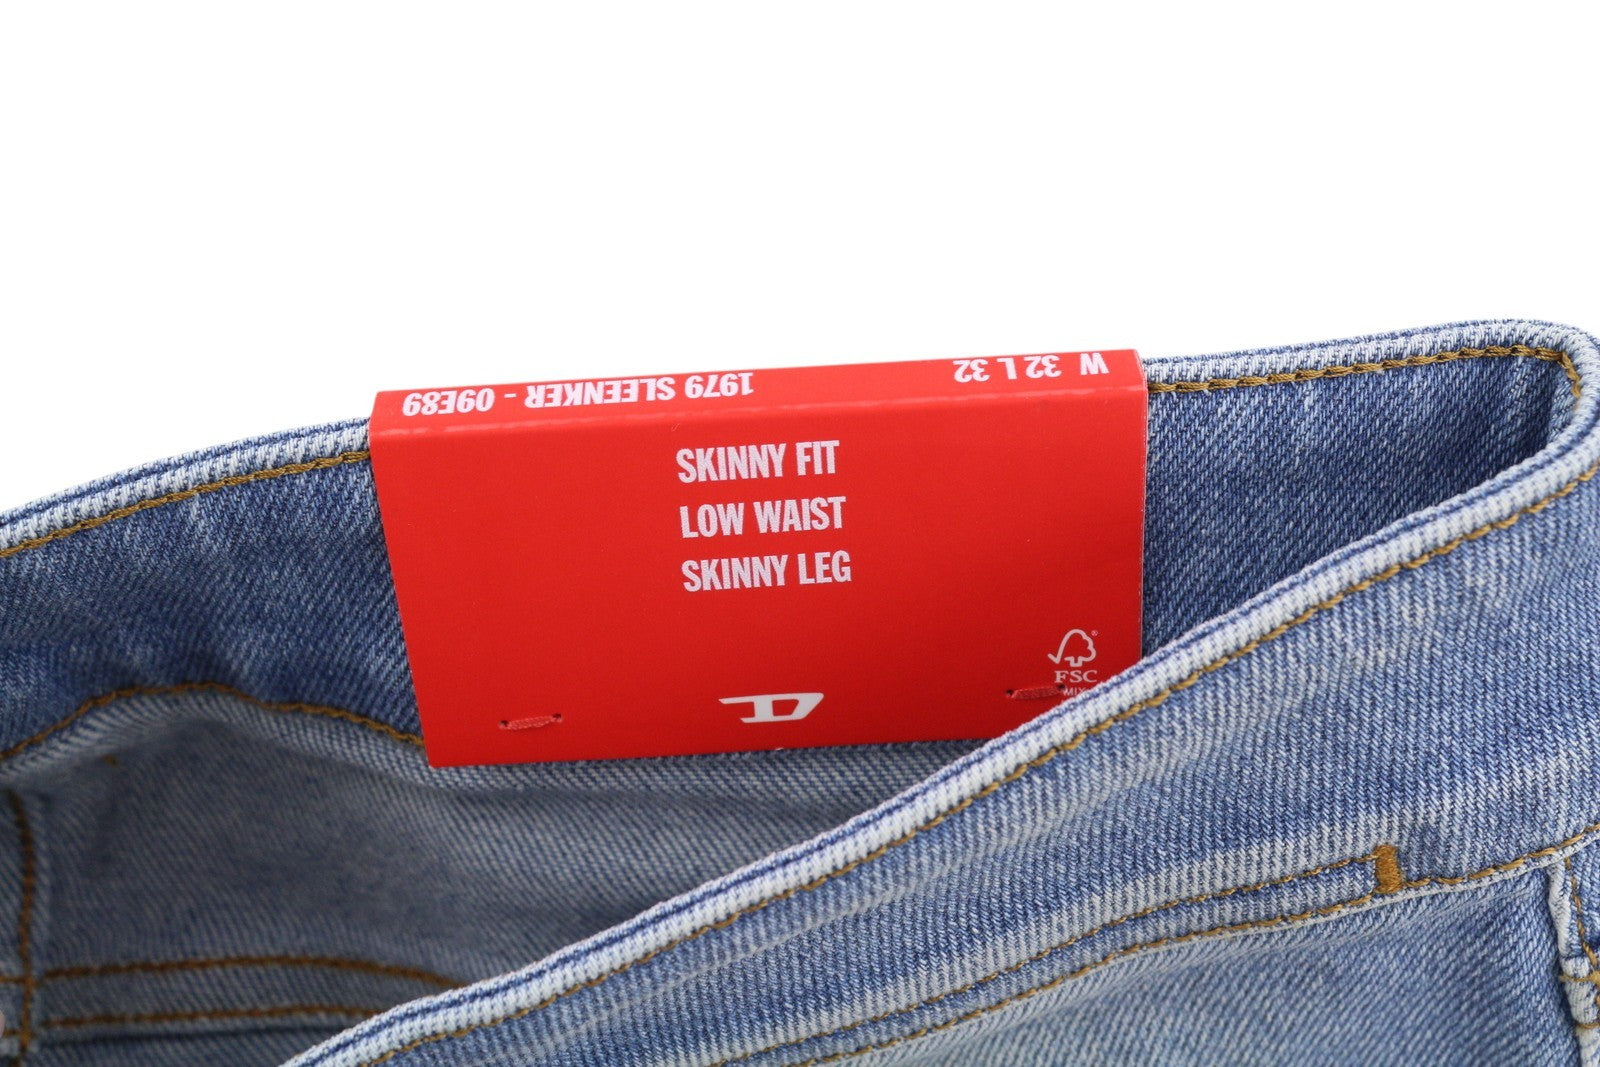 1979 SLEENKER - 09E89
W 32 L 32
SKINNY FIT
LOW WAIST
SKINNY LEG
FSC
MIX
D